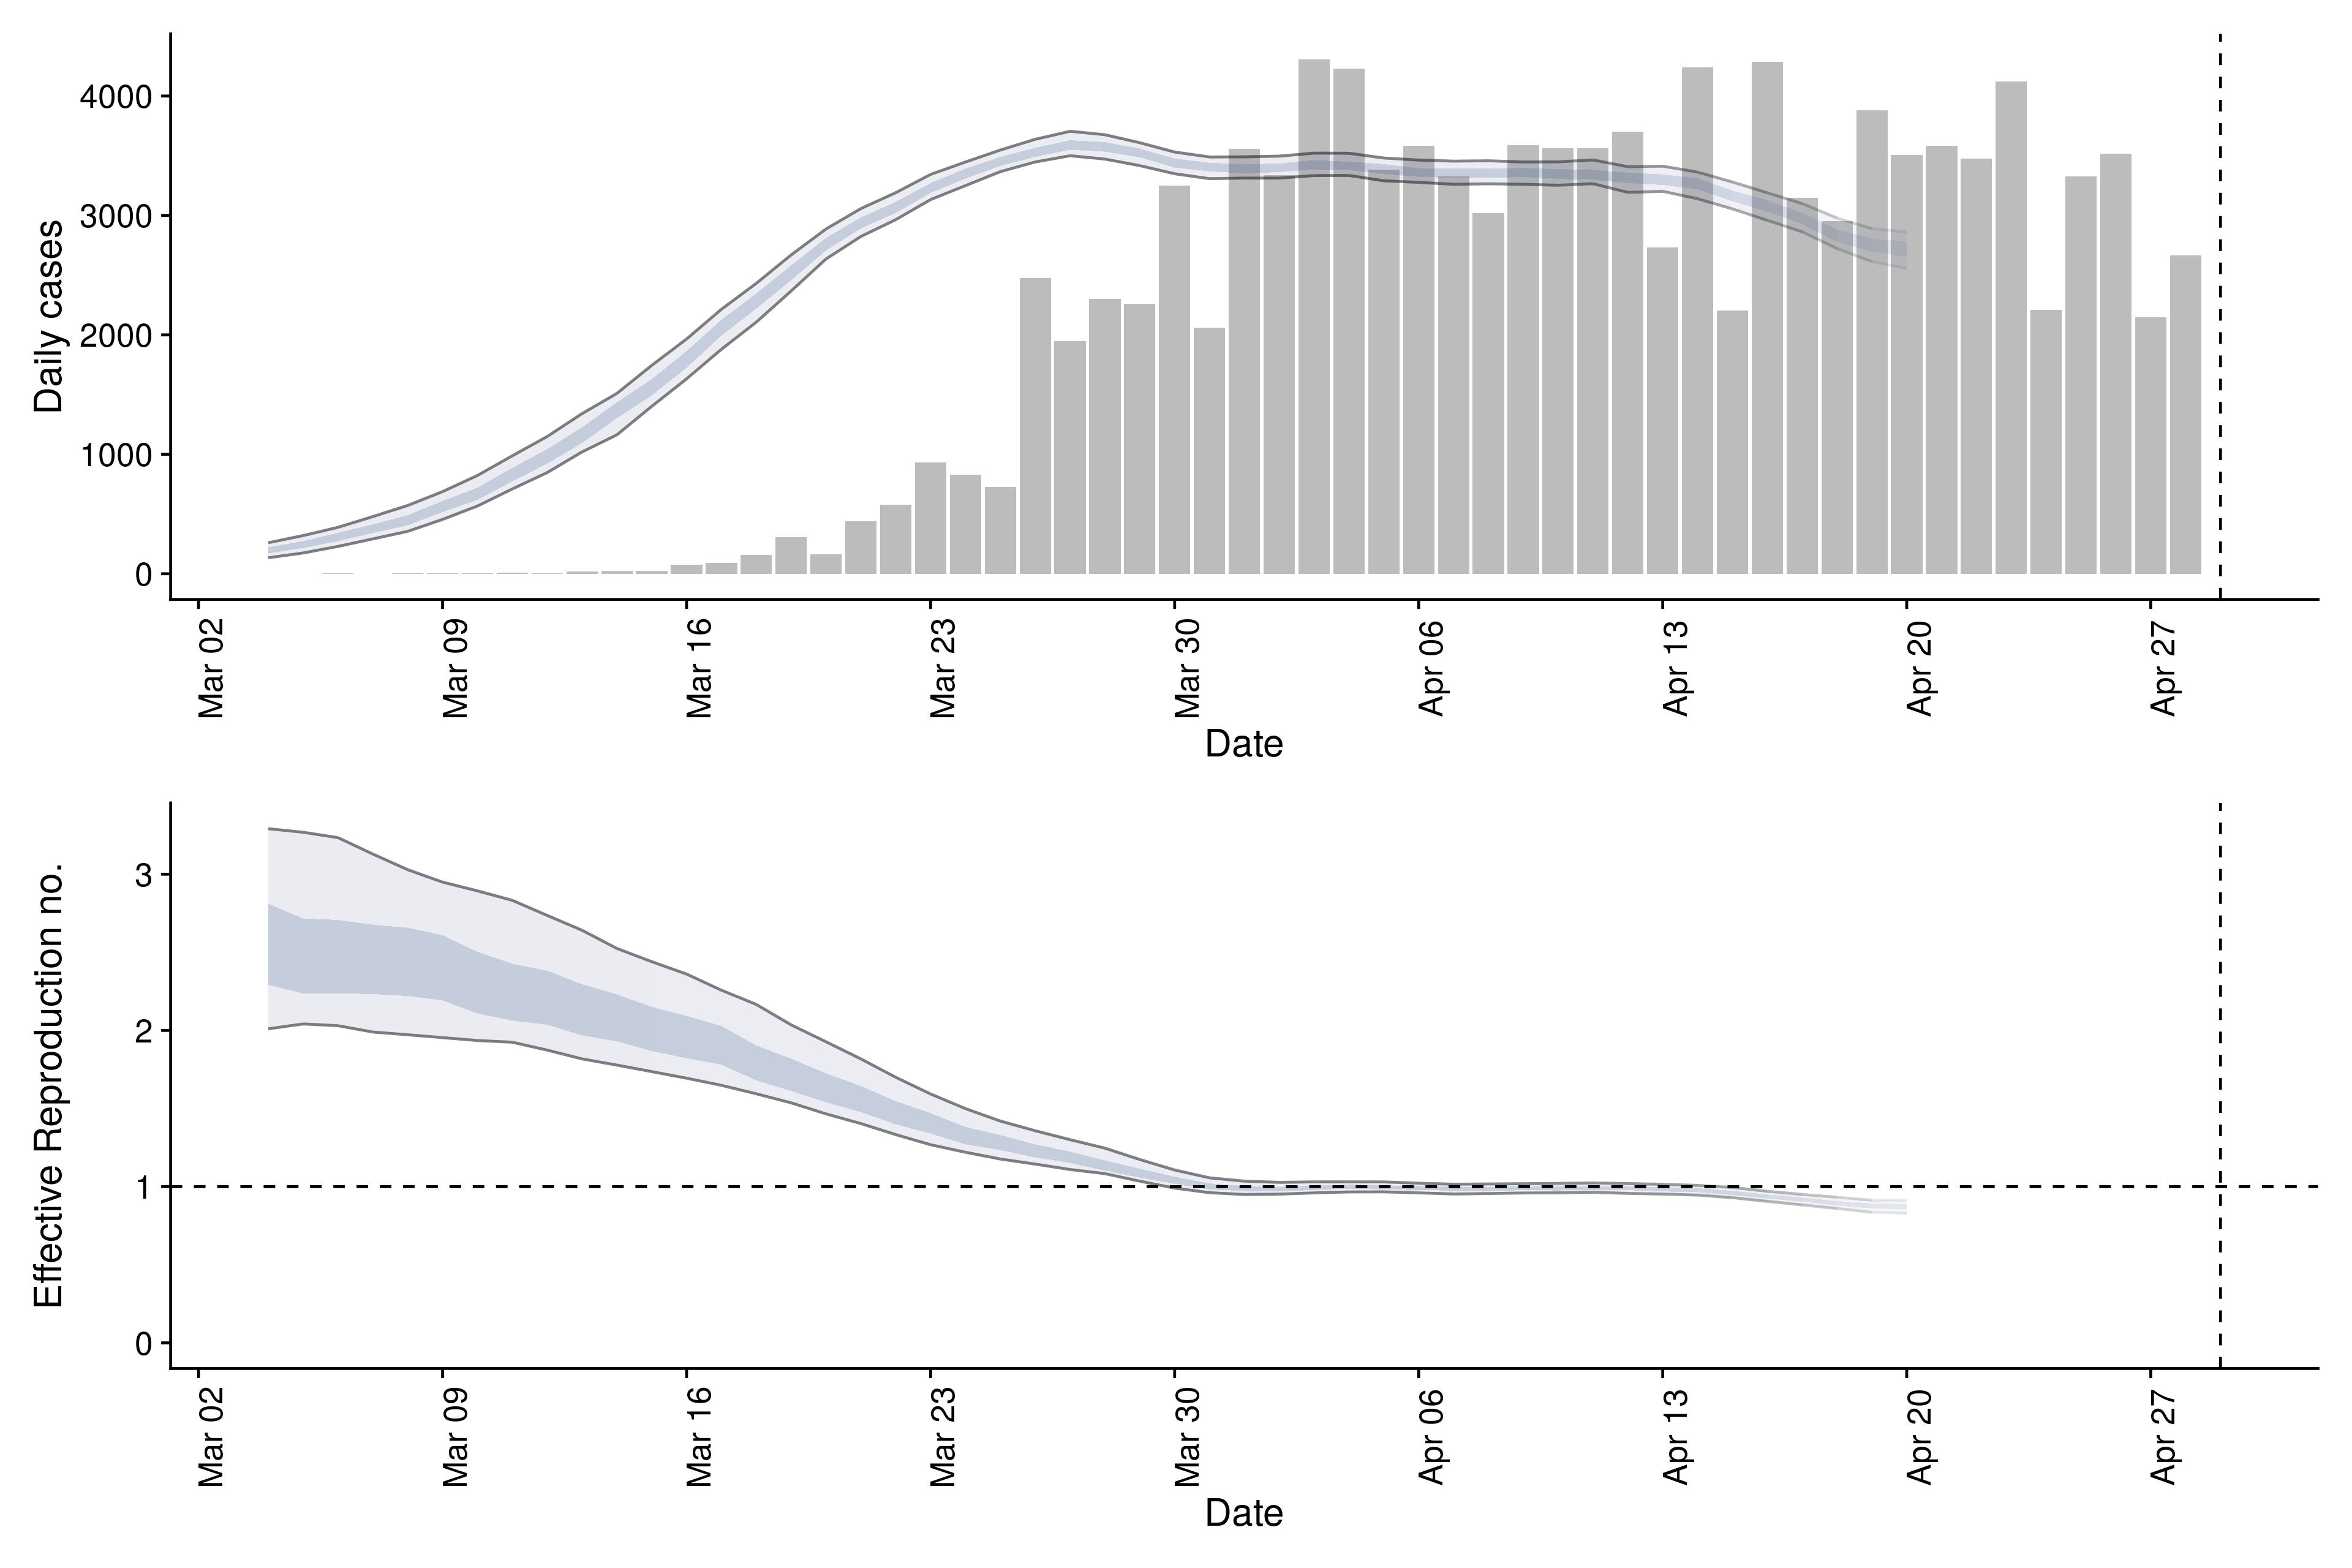 Daily cases
4000
3000
2000
1000
0
Mar 02
Mar 09
Mar 16
Mar 23
Mar 30
Apr 06
Apr 13
Apr 20
Apr 27
Date
Effective Reproduction no.
3
2
1
0
Mar 02
Mar 09
Mar 16
Mar 23
Mar 30
Apr 06
Apr 13
Apr 20
Apr 27
Date